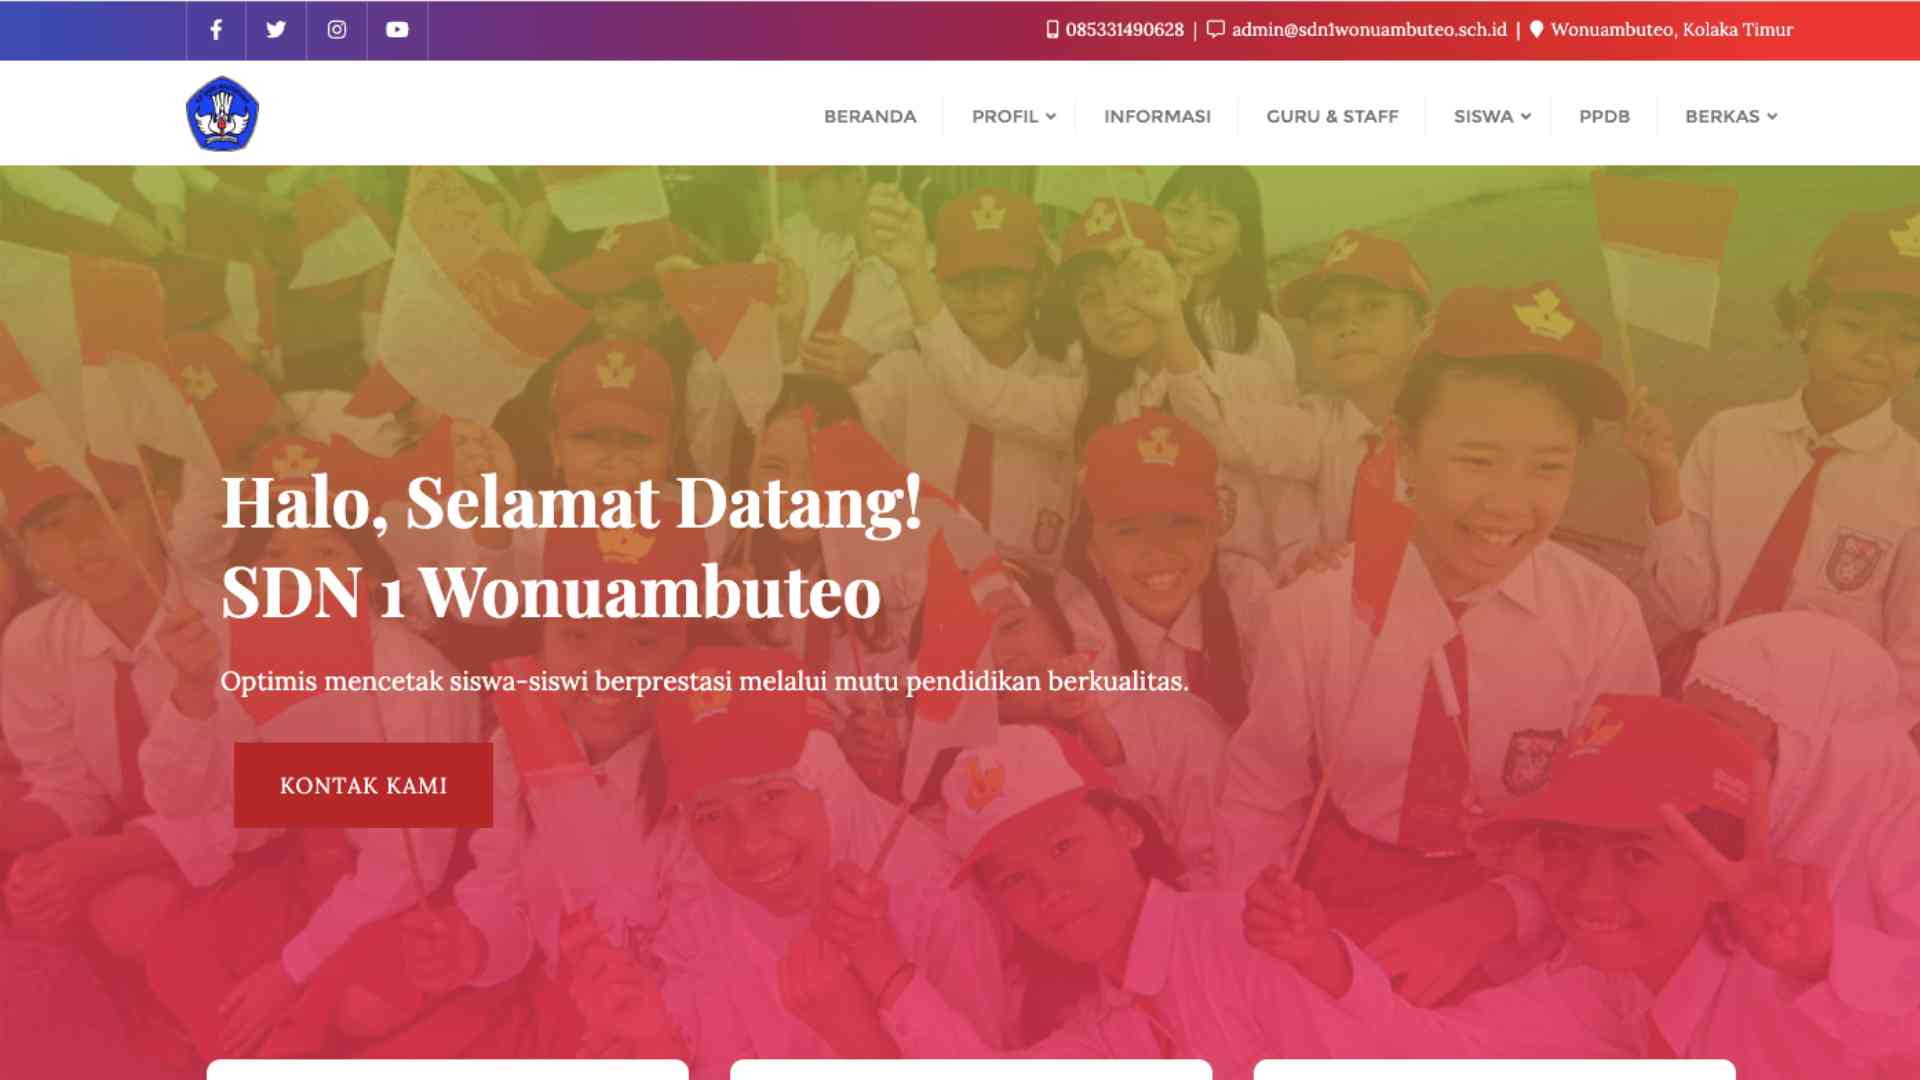 085331490628 | admin@sdn1wonuambuteo.sch.id | Wonuambuteo, Kolaka Timur
BERANDA PROFIL INFORMASI GURU & STAFF SISWA PPDB BERKAS
Halo, Selamat Datang!
SDN 1 Wonuambuteo
Optimis mencetak siswa-siswi berprestasi melalui mutu pendidikan berkualitas.
KONTAK KAMI